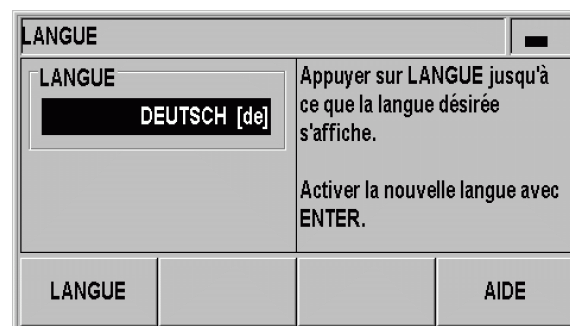 LANGUE
LANGUE
DEUTSCH [de]
Appuyer sur LANGUE jusqu'à
ce que la langue désirée
s'affiche.
Activer la nouvelle langue avec
ENTER.
LANGUE
AIDE